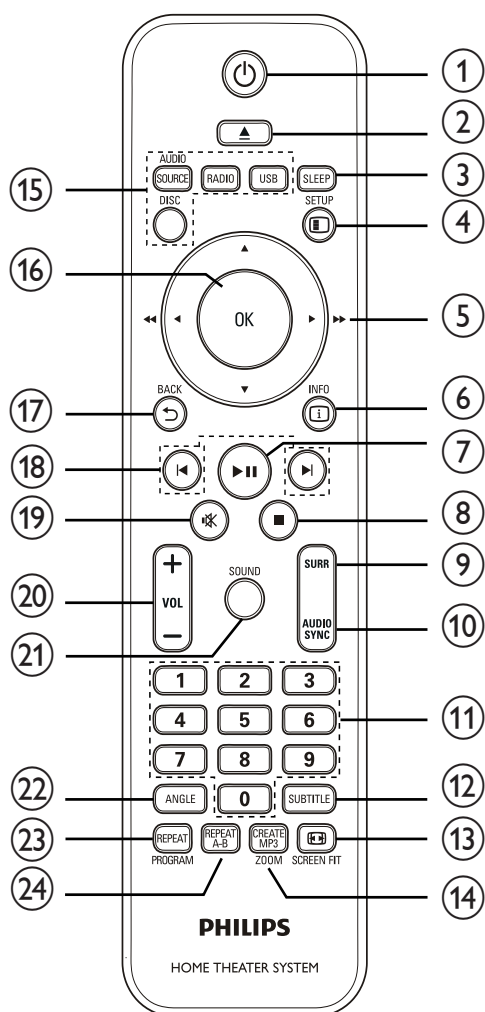 1
2
AUDIO
SOURCE RADIO USB SLEEP
3
15
DISC
SETUP
4
16
OK
5
BACK
INFO
6
17
i
7
18
19
8
SURR
9
+
VOL
−
20
SOUND
AUDIO
SYNC
10
21
1 2 3
4 5 6
11
7 8 9
22
ANGLE 0 SUBTITLE
12
23
REPEAT
REPEAT
A-B
CREATE
MP3
13
PROGRAM ZOOM SCREEN FIT
24
14
PHILIPS
HOME THEATER SYSTEM